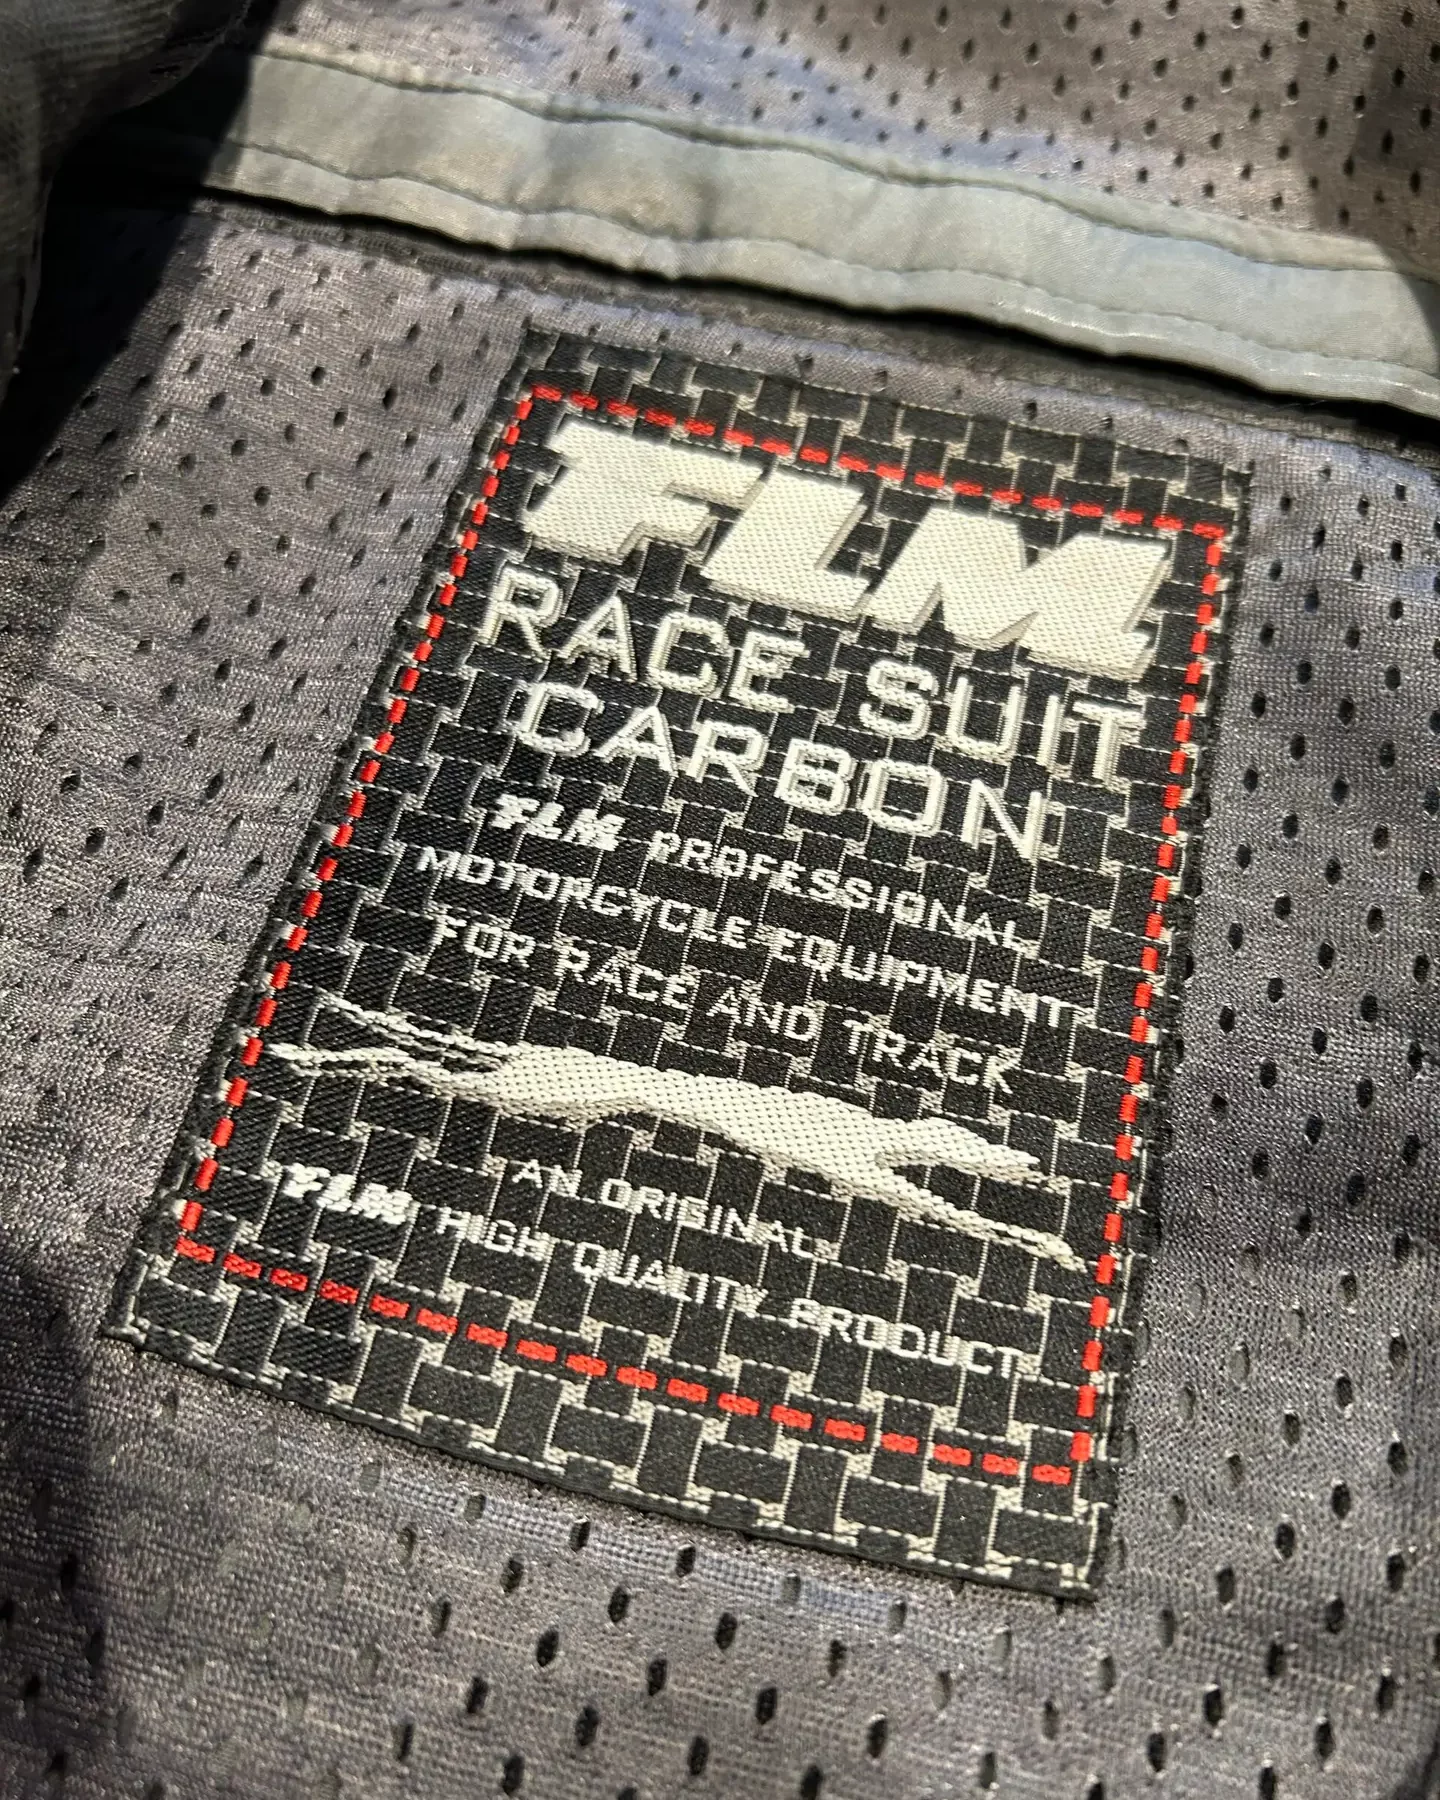 FLM
RACE SUIT
CARBON
FLM PROFESSIONAL
MOTORCYCLE EQUIPMENT
FOR RACE AND TRACK
AN ORIGINAL
FLM HIGH QUALITY PRODUCT